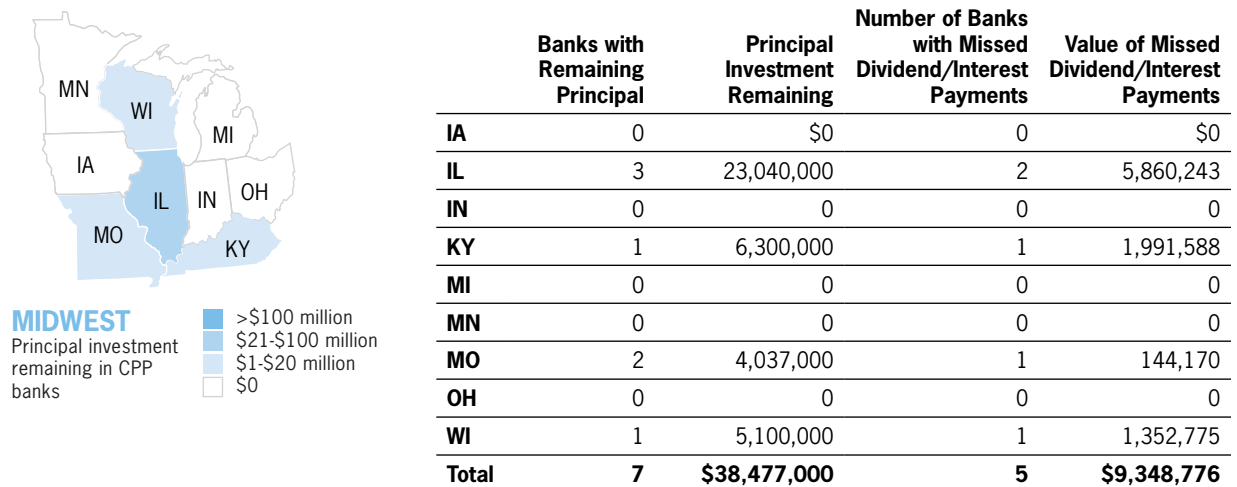 MN
WI
MI
IA
IL
IN
OH
MO
KY
MIDWEST
Principal investment
remaining in CPP
banks
>$100 million
$21-$100 million
$1-$20 million
$0
Banks with Remaining Principal Principal Investment Remaining Number of Banks with Missed Dividend/Interest Payments Value of Missed Dividend/Interest Payments
IA 0 $0 0 $0
IL 3 23,040,000 2 5,860,243
IN 0 0 0 0
KY 1 6,300,000 1 1,991,588
MI 0 0 0 0
MN 0 0 0 0
MO 2 4,037,000 1 144,170
OH 0 0 0 0
WI 1 5,100,000 1 1,352,775
Total 7 $38,477,000 5 $9,348,776